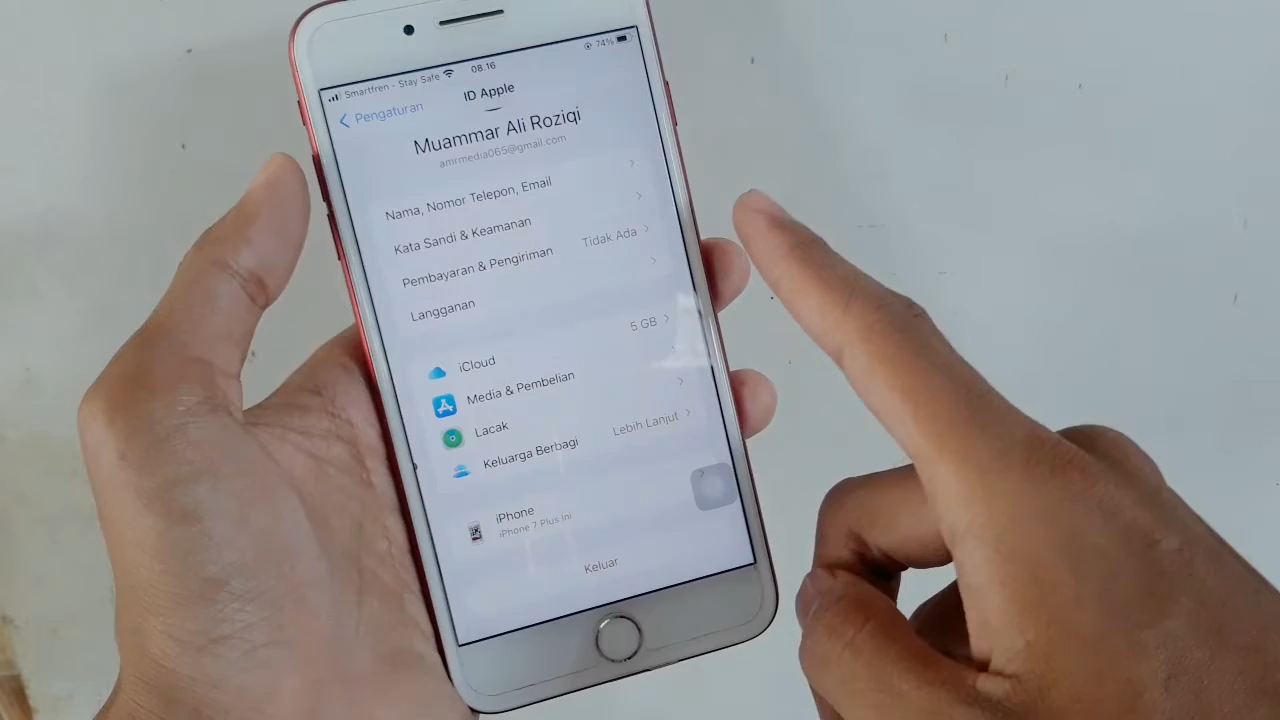 Smartfren - Stay Safe 08.16 74%
Pengaturan ID Apple
Muammar Ali Roziqi
amrmedia065@gmail.com
Nama, Nomor Telepon, Email
Kata Sandi & Keamanan
Pembayaran & Pengiriman Tidak Ada
Langganan
iCloud 5 GB
Media & Pembelian
Lacak
Keluarga Berbagi Lebih Lanjut
iPhone
iPhone 7 Plus ini
Keluar